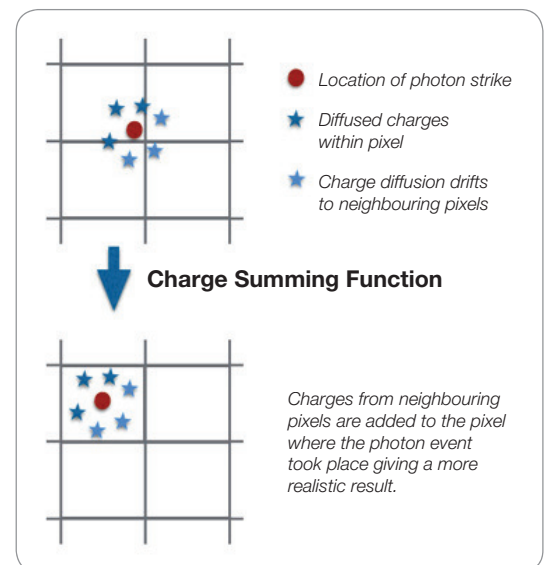 Location of photon strike
Diffused charges
within pixel
Charge diffusion drifts
to neighbouring pixels
Charge Summing Function
Charges from neighbouring
pixels are added to the pixel
where the photon event
took place giving a more
realistic result.